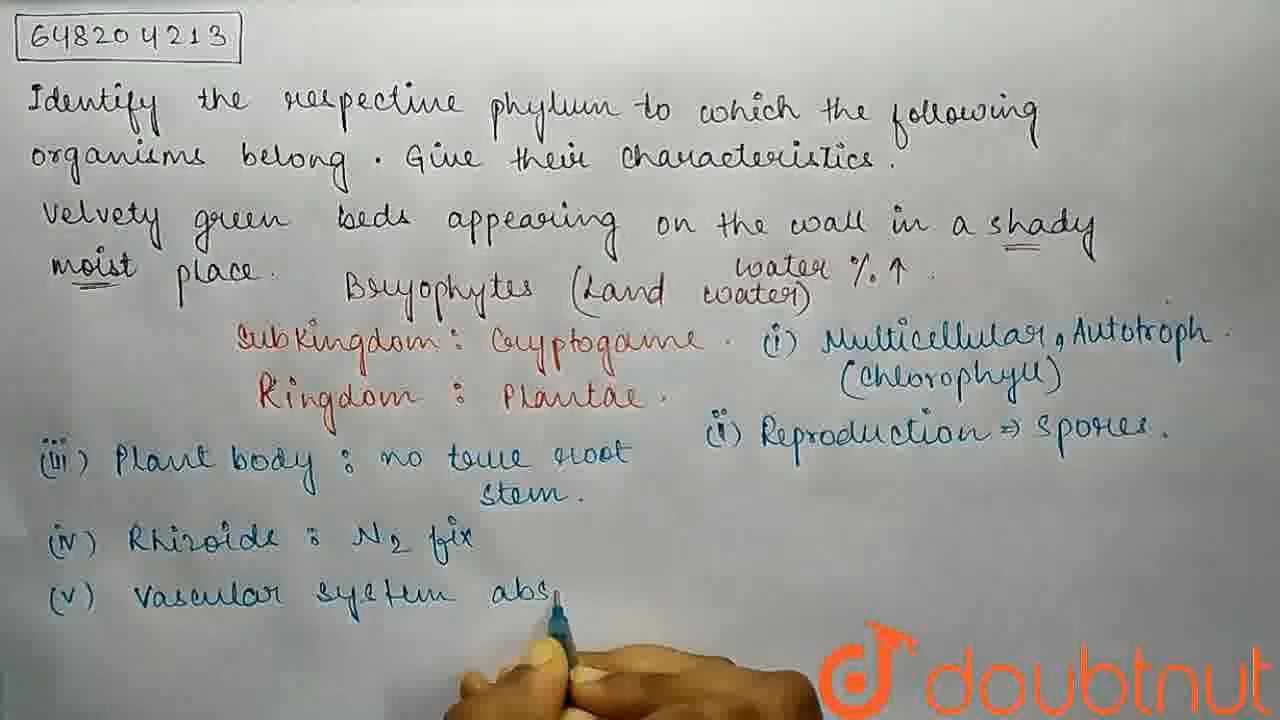 648204213
Identify the respective phylum to which the following
organisms belong. Give their characteristics.
Velvety green beds appearing on the wall in a shady
moist place.
water % ↑.
Bryophytes (Land water)
Subkingdom : Cryptogame.
Kingdom : Plantae.
(i) Multicellular, Autotroph.
(Chlorophyll)
(ii) Reproduction ⇒ Spores.
(iii) Plant body : no true root
stem.
(iv) Rhizoids : N2 fix
(v) Vascular system abs
doubtnut